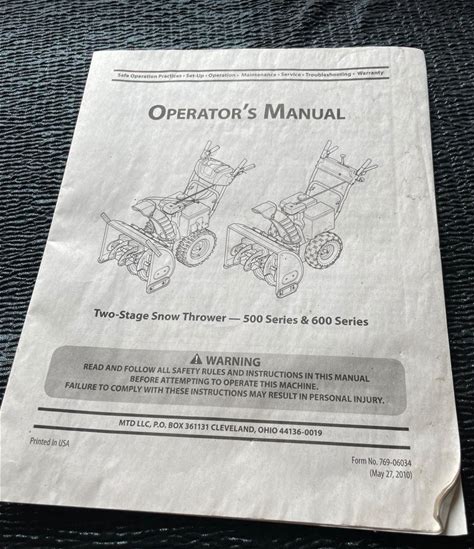 Safe Operation Practices • Set-Up • Operation • Maintenance • Service • Troubleshooting • Warranty
OPERATOR'S MANUAL
Two-Stage Snow Thrower — 500 Series & 600 Series
WARNING
READ AND FOLLOW ALL SAFETY RULES AND INSTRUCTIONS IN THIS MANUAL
BEFORE ATTEMPTING TO OPERATE THIS MACHINE.
FAILURE TO COMPLY WITH THESE INSTRUCTIONS MAY RESULT IN PERSONAL INJURY.
MTD LLC, P.O. BOX 361131 CLEVELAND, OHIO 44136-0019
Printed In USA
Form No. 769-06034
(May 27, 2010)